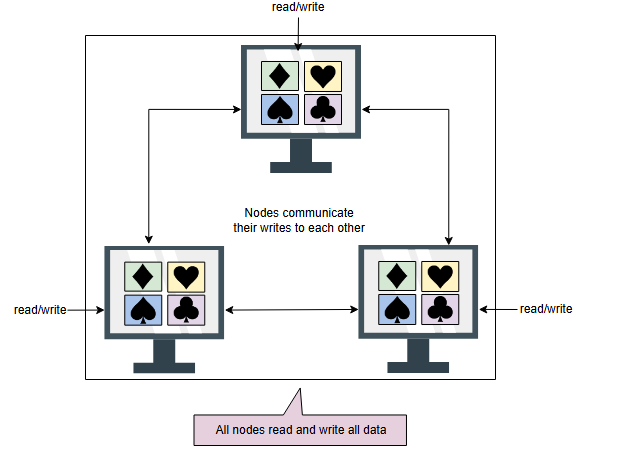 read/write
Nodes communicate
their writes to each other
read/write
read/write
All nodes read and write all data